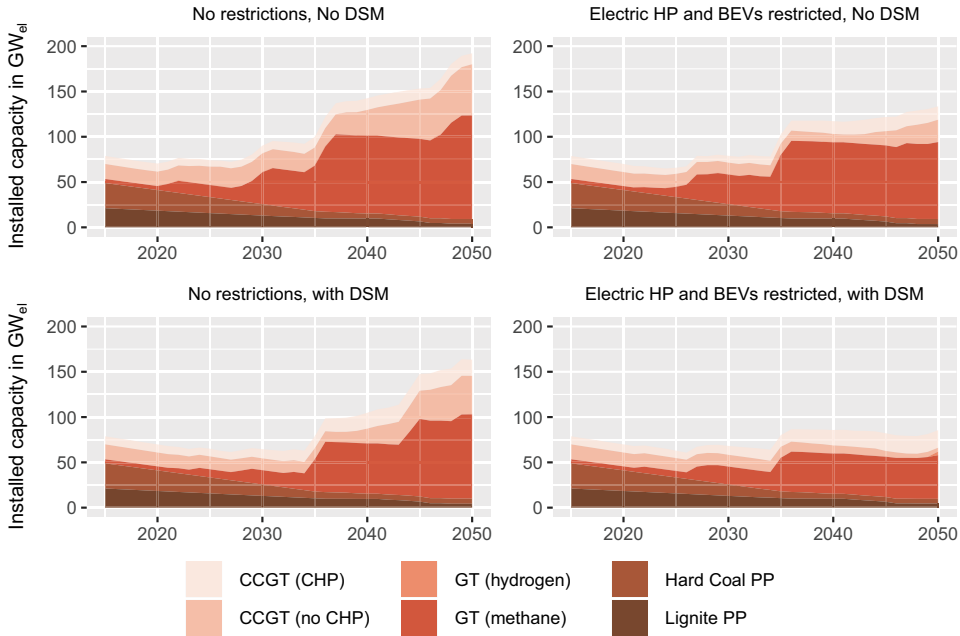 No restrictions, No DSM
Electric HP and BEVs restricted, No DSM
Installed capacity in GWel
200
150
100
50
0
2020 2030 2040 2050
200
150
100
50
0
2020 2030 2040 2050
No restrictions, with DSM
Electric HP and BEVs restricted, with DSM
Installed capacity in GWel
200
150
100
50
0
2020 2030 2040 2050
200
150
100
50
0
2020 2030 2040 2050
CCGT (CHP)
GT (hydrogen)
Hard Coal PP
CCGT (no CHP)
GT (methane)
Lignite PP